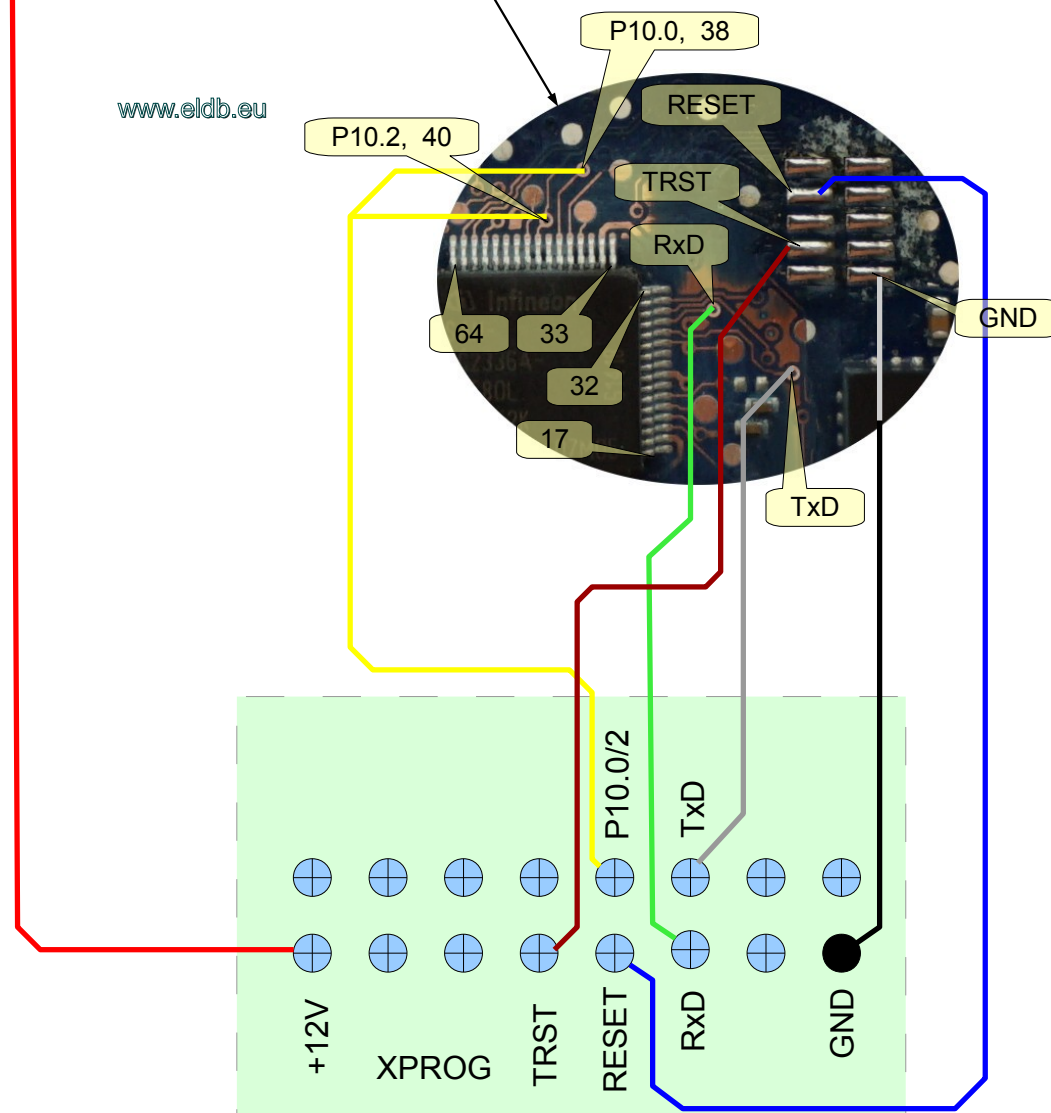 P10.0, 38
www.eldb.eu
RESET
P10.2, 40
TRST
RxD
Infineon
64
33
GND
32
17
TxD
P10.0/2
TxD
+12V
XPROG
TRST
RESET
RxD
GND